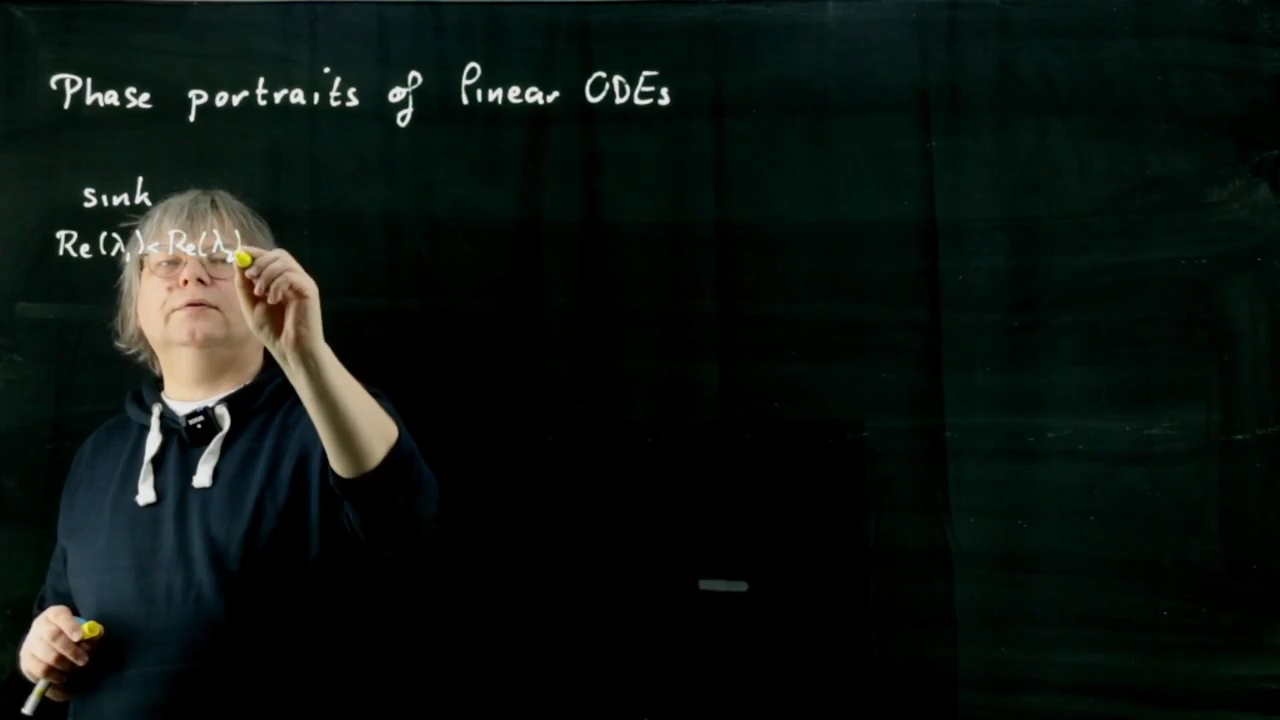 Phase portraits of linear ODEs
sink
Re(λ₁)<Re(λ₂)